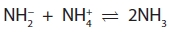 NH₂⁻ + NH₄⁺ ⇌ 2NH₃